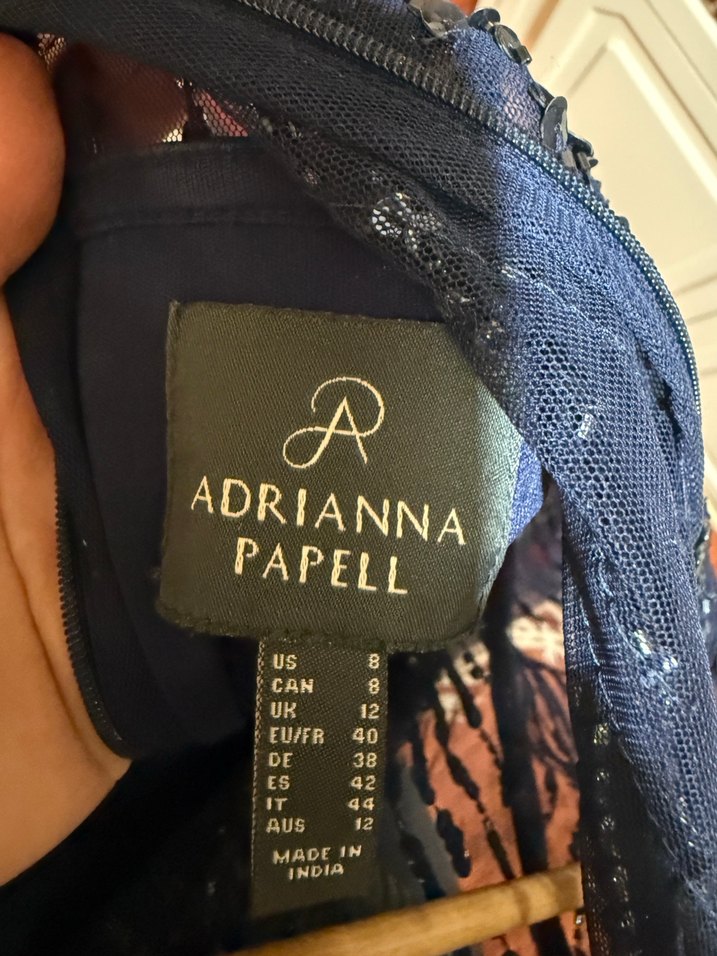 ADRIANNA
PAPELL
US 8
CAN 8
UK 12
EU/FR 40
DE 38
ES 42
IT 44
AUS 12
MADE IN
INDIA